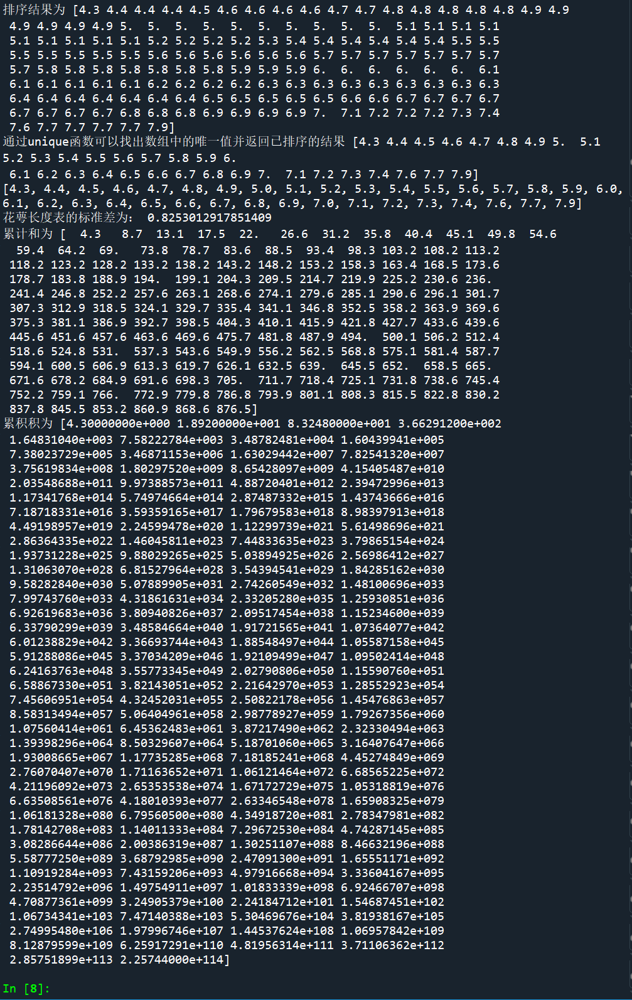 排序结果为 [4.3 4.4 4.4 4.4 4.5 4.6 4.6 4.6 4.6 4.7 4.7 4.8 4.8 4.8 4.8 4.8 4.9 4.9
4.9 4.9 4.9 4.9 5.  5.  5.  5.  5.  5.  5.  5.  5.  5.  5.1 5.1 5.1 5.1
5.1 5.1 5.1 5.1 5.1 5.2 5.2 5.2 5.2 5.3 5.4 5.4 5.4 5.4 5.4 5.4 5.5 5.5
5.5 5.5 5.5 5.5 5.5 5.6 5.6 5.6 5.6 5.6 5.6 5.7 5.7 5.7 5.7 5.7 5.7 5.7
5.7 5.8 5.8 5.8 5.8 5.8 5.8 5.8 5.9 5.9 5.9 6.  6.  6.  6.  6.  6.  6.1
6.1 6.1 6.1 6.1 6.1 6.2 6.2 6.2 6.2 6.3 6.3 6.3 6.3 6.3 6.3 6.3 6.3 6.3
6.4 6.4 6.4 6.4 6.4 6.4 6.4 6.5 6.5 6.5 6.5 6.5 6.6 6.6 6.7 6.7 6.7 6.7
6.7 6.7 6.7 6.7 6.8 6.8 6.8 6.9 6.9 6.9 6.9 7.  7.1 7.2 7.2 7.2 7.3 7.4
7.6 7.7 7.7 7.7 7.7 7.9]
通过unique函数可以找出数组中的唯一值并返回已排序的结果 [4.3 4.4 4.5 4.6 4.7 4.8 4.9 5.  5.1
5.2 5.3 5.4 5.5 5.6 5.7 5.8 5.9 6.
6.1 6.2 6.3 6.4 6.5 6.6 6.7 6.8 6.9 7.  7.1 7.2 7.3 7.4 7.6 7.7 7.9]
[4.3, 4.4, 4.5, 4.6, 4.7, 4.8, 4.9, 5.0, 5.1, 5.2, 5.3, 5.4, 5.5, 5.6, 5.7, 5.8, 5.9, 6.0,
6.1, 6.2, 6.3, 6.4, 6.5, 6.6, 6.7, 6.8, 6.9, 7.0, 7.1, 7.2, 7.3, 7.4, 7.6, 7.7, 7.9]
花萼长度表的标准差为： 0.8253012917851409
累计和为 [  4.3   8.7  13.1  17.5  22.   26.6  31.2  35.8  40.4  45.1  49.8  54.6
59.4  64.2  69.   73.8  78.7  83.6  88.5  93.4  98.3 103.2 108.2 113.2
118.2 123.2 128.2 133.2 138.2 143.2 148.2 153.2 158.3 163.4 168.5 173.6
178.7 183.8 188.9 194.  199.1 204.3 209.5 214.7 219.9 225.2 230.6 236.
241.4 246.8 252.2 257.6 263.1 268.6 274.1 279.6 285.1 290.6 296.1 301.7
307.3 312.9 318.5 324.1 329.7 335.4 341.1 346.8 352.5 358.2 363.9 369.6
375.3 381.1 386.9 392.7 398.5 404.3 410.1 415.9 421.8 427.7 433.6 439.6
445.6 451.6 457.6 463.6 469.6 475.7 481.8 487.9 494.  500.1 506.2 512.4
518.6 524.8 531.  537.3 543.6 549.9 556.2 562.5 568.8 575.1 581.4 587.7
594.1 600.5 606.9 613.3 619.7 626.1 632.5 639.  645.5 652.  658.5 665.
671.6 678.2 684.9 691.6 698.3 705.  711.7 718.4 725.1 731.8 738.6 745.4
752.2 759.1 766.  772.9 779.8 786.8 793.9 801.1 808.3 815.5 822.8 830.2
837.8 845.5 853.2 860.9 868.6 876.5]
累积积为 [4.30000000e+000 1.89200000e+001 8.32480000e+001 3.66291200e+002
1.64831040e+003 7.58222784e+003 3.48782481e+004 1.60439941e+005
7.38023729e+005 3.46871153e+006 1.63029442e+007 7.82541320e+007
3.75619834e+008 1.80297520e+009 8.65428097e+009 4.15405487e+010
2.03548688e+011 9.97388573e+011 4.88720401e+012 2.39472996e+013
1.17341768e+014 5.74974664e+014 2.87487332e+015 1.43743666e+016
7.18718331e+016 3.59359165e+017 1.79679583e+018 8.98397913e+018
4.49198957e+019 2.24599478e+020 1.12299739e+021 5.61498696e+021
2.86364335e+022 1.46045811e+023 7.44833635e+023 3.79865154e+024
1.93731228e+025 9.88029265e+025 5.03894925e+026 2.56986412e+027
1.31063070e+028 6.81527964e+028 3.54394541e+029 1.84285162e+030
9.58282840e+030 5.07889905e+031 2.74260549e+032 1.48100696e+033
7.99743760e+033 4.31861631e+034 2.33205280e+035 1.25930851e+036
6.92619683e+036 3.80940826e+037 2.09517454e+038 1.15234600e+039
6.33790299e+039 3.48584664e+040 1.91721565e+041 1.07364077e+042
6.01238829e+042 3.36693744e+043 1.88548497e+044 1.05587158e+045
5.91288086e+045 3.37034209e+046 1.92109499e+047 1.09502414e+048
6.24163763e+048 3.55773345e+049 2.02790806e+050 1.15590760e+051
6.58867330e+051 3.82143051e+052 2.21642970e+053 1.28552923e+054
7.45606951e+054 4.32452031e+055 2.50822178e+056 1.45476863e+057
8.58313494e+057 5.06404961e+058 2.98778927e+059 1.79267356e+060
1.07560414e+061 6.45362483e+061 3.87217490e+062 2.32330494e+063
1.39398296e+064 8.50329607e+064 5.18701060e+065 3.16407647e+066
1.93008665e+067 1.17735285e+068 7.18185241e+068 4.45274849e+069
2.76070407e+070 1.71163652e+071 1.06121464e+072 6.68565225e+072
4.21196092e+073 2.65353538e+074 1.67172729e+075 1.05318819e+076
6.63508561e+076 4.18010393e+077 2.63346548e+078 1.65908325e+079
1.06181328e+080 6.79560500e+080 4.34918720e+081 2.78347981e+082
1.78142708e+083 1.14011333e+084 7.29672530e+084 4.74287145e+085
3.08286644e+086 2.00386319e+087 1.30251107e+088 8.46632196e+088
5.58777250e+089 3.68792985e+090 2.47091300e+091 1.65551171e+092
1.10919284e+093 7.43159206e+093 4.97916668e+094 3.33604167e+095
2.23514792e+096 1.49754911e+097 1.01833339e+098 6.92466707e+098
4.70877361e+099 3.24905379e+100 2.24184712e+101 1.54687451e+102
1.06734341e+103 7.47140388e+103 5.30469676e+104 3.81938167e+105
2.74995480e+106 1.97996746e+107 1.44537624e+108 1.06957842e+109
8.12879599e+109 6.25917291e+110 4.81956314e+111 3.71106362e+112
2.85751899e+113 2.25744000e+114]
In [8]: